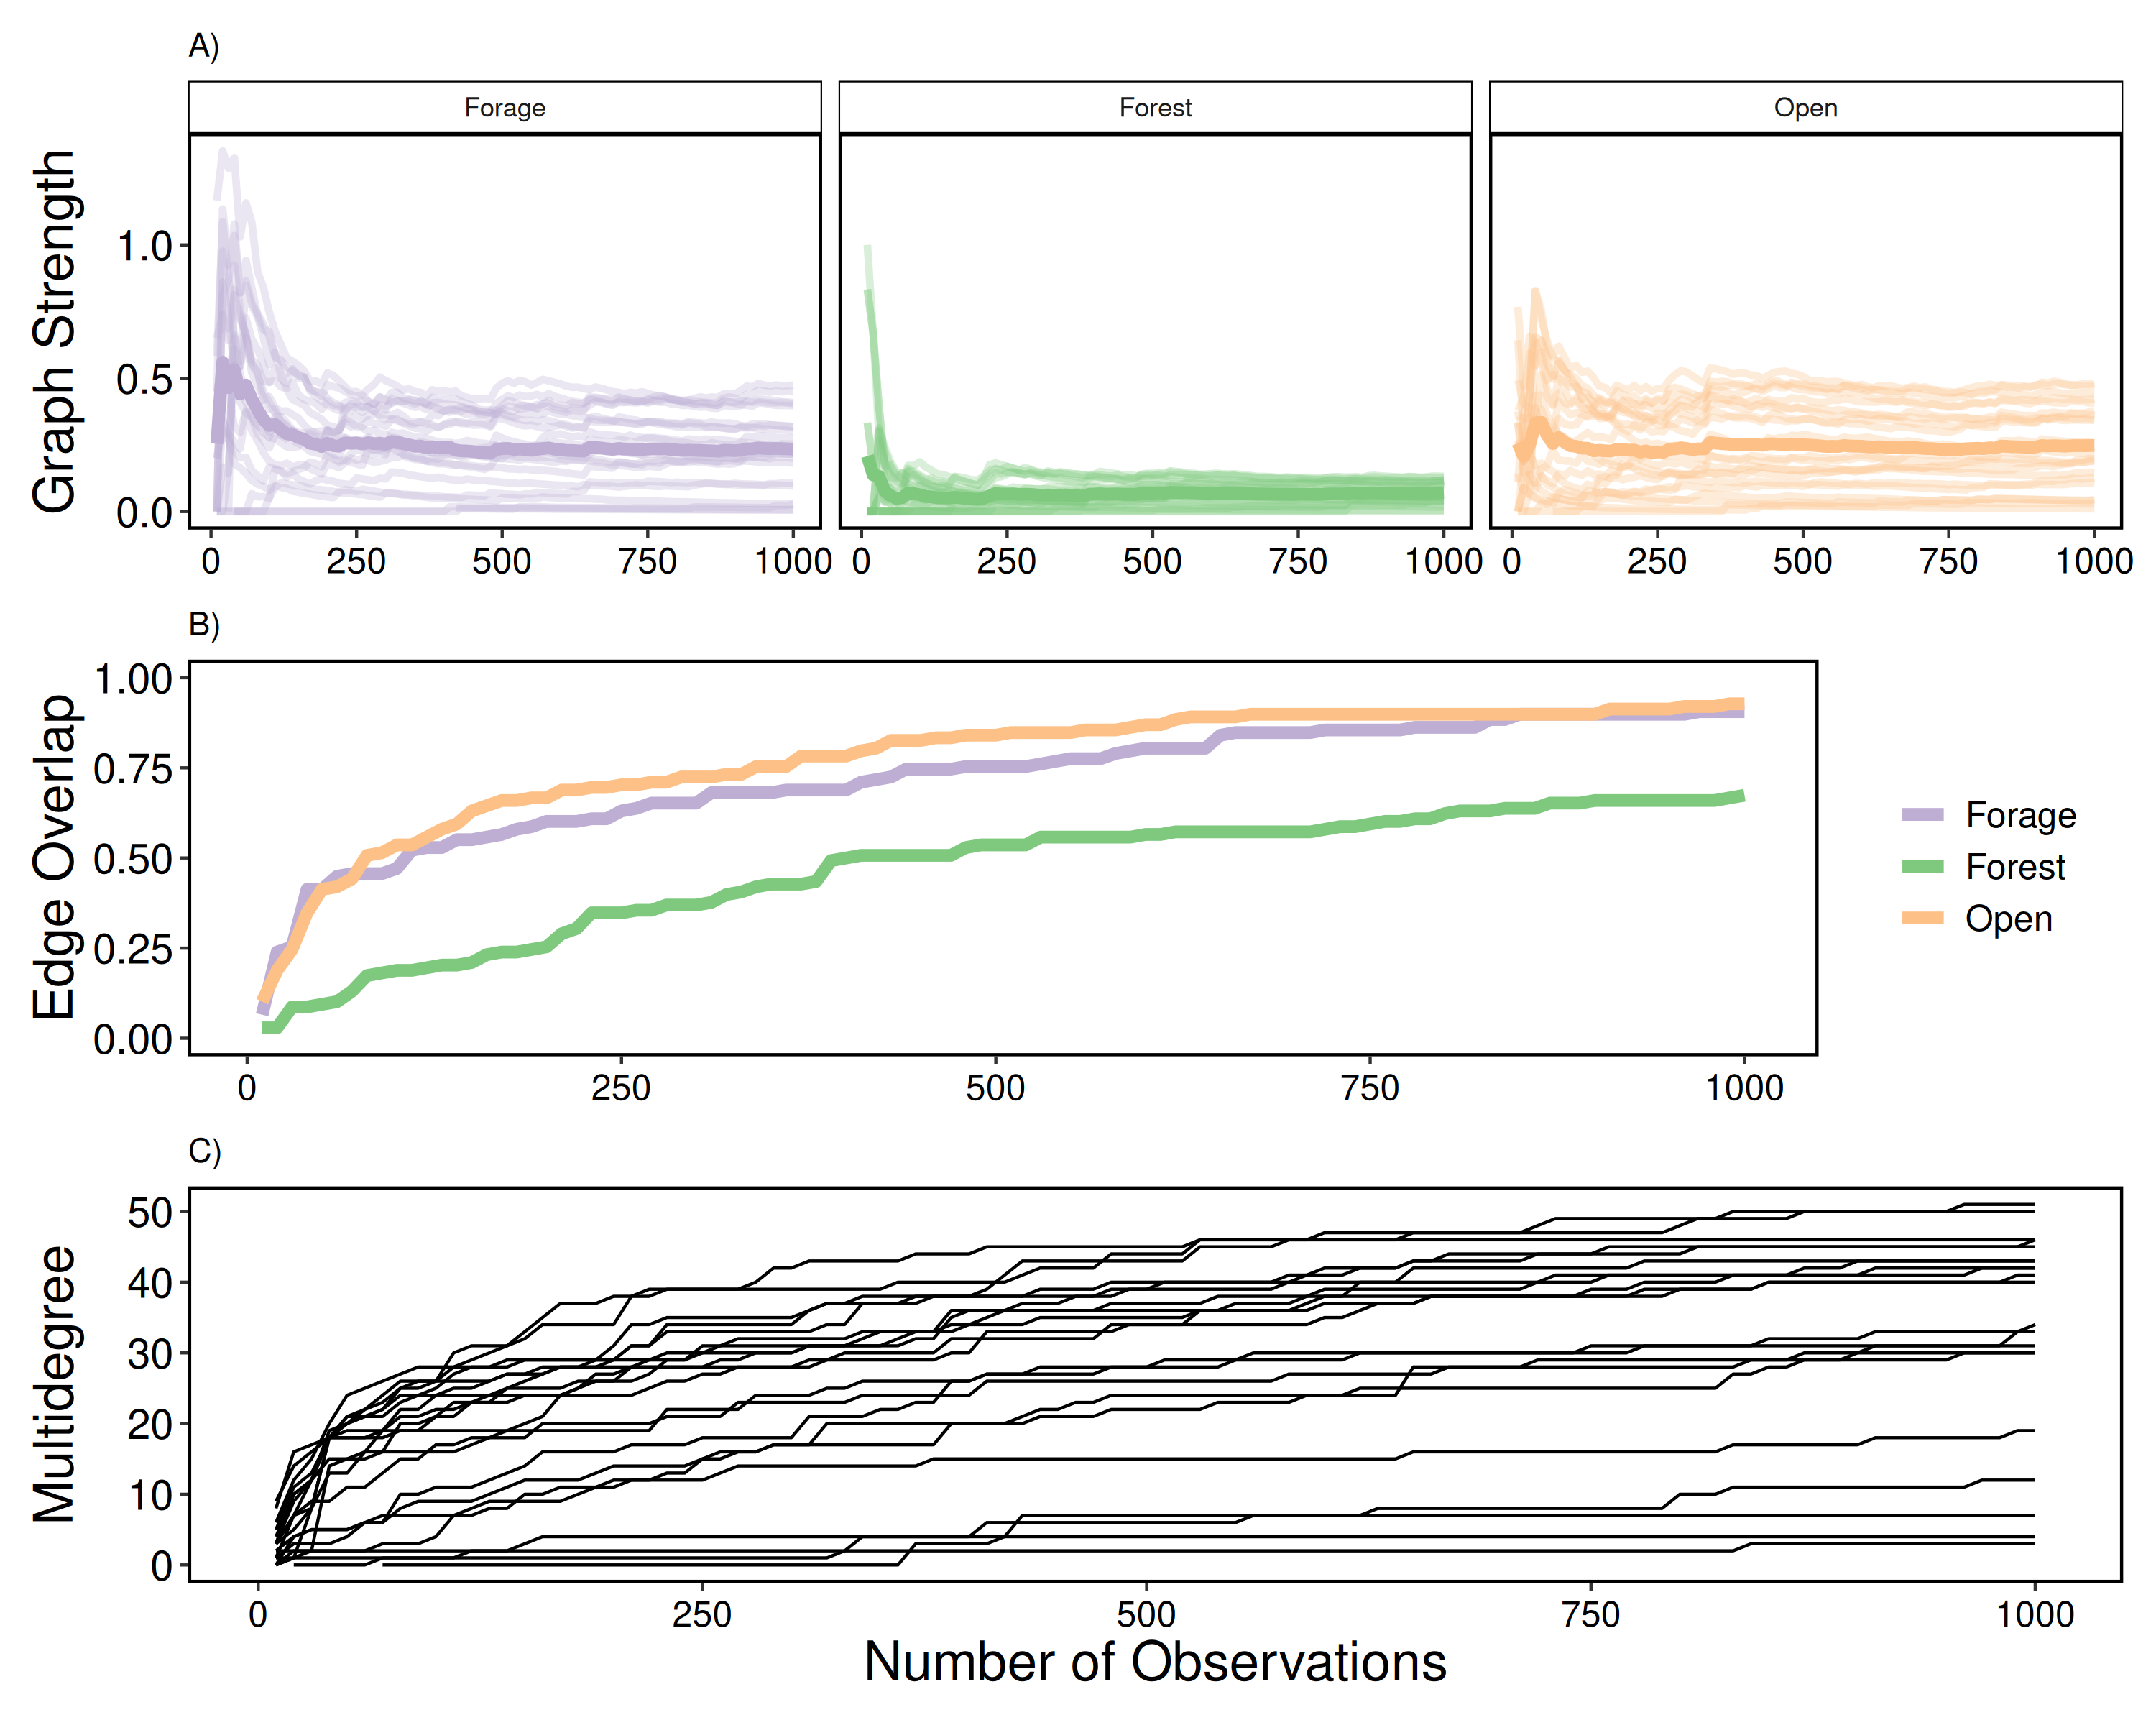 A)
Forage Forest Open
Graph Strength
1.0
0.5
0.0
0 250 500 750 1000 0 250 500 750 1000 0 250 500 750 1000
B)
Edge Overlap
1.00
0.75
0.50
0.25
0.00
0 250 500 750 1000
Forage
Forest
Open
C)
Multidegree
50
40
30
20
10
0
0 250 500 750 1000
Number of Observations